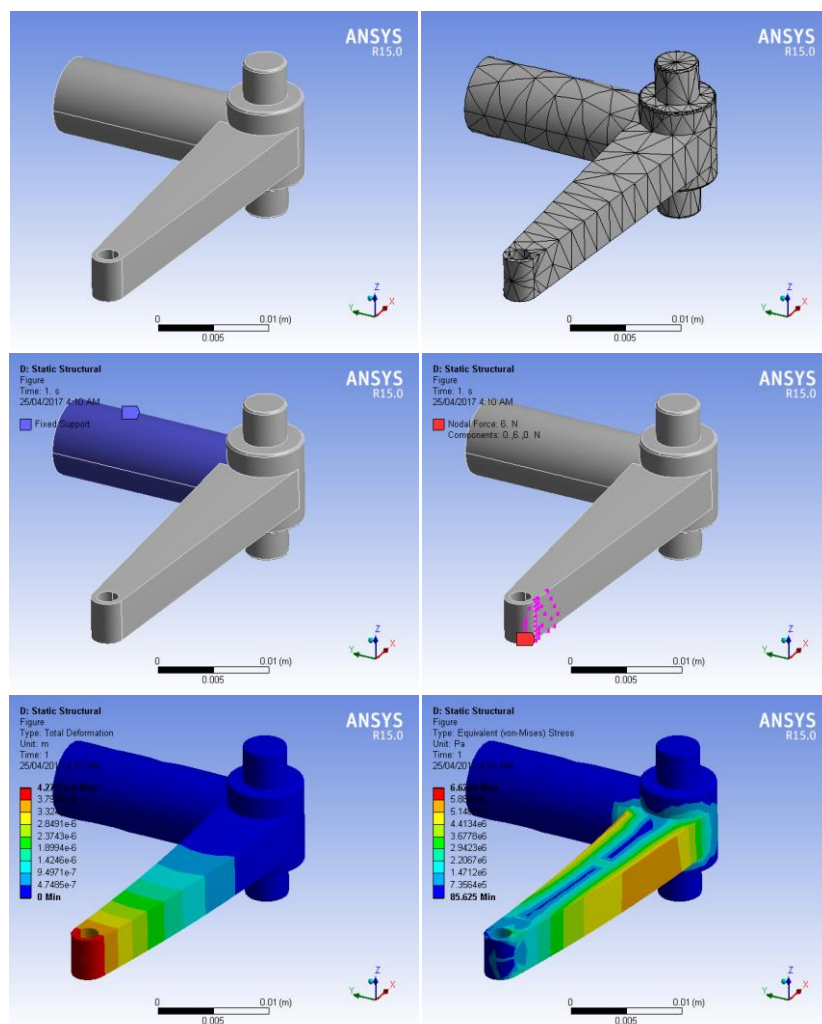 ANSYS
R15.0
0
0.01 (m)
0.005
Z
Y
X
ANSYS
R15.0
0
0.01 (m)
0.005
Z
Y
X
D: Static Structural
Figure
Time: 1. s
25/04/2017 4:10 AM
Fixed Support
ANSYS
R15.0
0
0.01 (m)
0.005
Z
Y
X
D: Static Structural
Figure
Time: 1. s
25/04/2017 4:10 AM
Nodal Force: 6. N
Components: 0.,6.,0. N
ANSYS
R15.0
0
0.01 (m)
0.005
Z
Y
X
D: Static Structural
Figure
Type: Total Deformation
Unit: m
Time: 1
ANSYS
R15.0
Max
2.8491e-6
2.3743e-6
1.8994e-6
1.4246e-6
9.4971e-7
4.7485e-7
0 Min
0
0.01 (m)
0.005
Z
Y
X
D: Static Structural
Figure
Type: Equivalent (von-Mises) Stress
Unit: Pa
Time: 1
ANSYS
R15.0
Max
4.4134e6
3.6778e6
2.9423e6
2.2067e6
1.4712e6
7.3564e5
85.625 Min
0
0.01 (m)
0.005
Z
Y
X